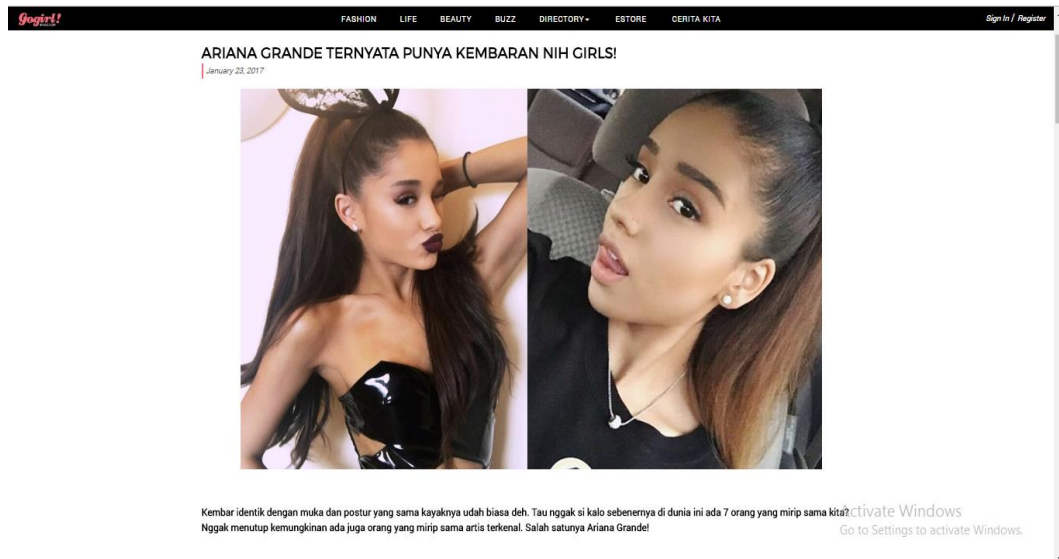 Gogirl!
FASHION LIFE BEAUTY BUZZ DIRECTORY ESTORE CERITA KITA
Sign In / Register
ARIANA GRANDE TERNYATA PUNYA KEMBARAN NIH GIRLS!
January 23, 2017
Kembar identik dengan muka dan postur yang sama kayaknya udah biasa deh. Tau nggak si kalo sebenernya di dunia ini ada 7 orang yang mirip sama kita?
Nggak menutup kemungkinan ada juga orang yang mirip sama artis terkenal. Salah satunya Ariana Grande!
Activate Windows
Go to Settings to activate Windows.